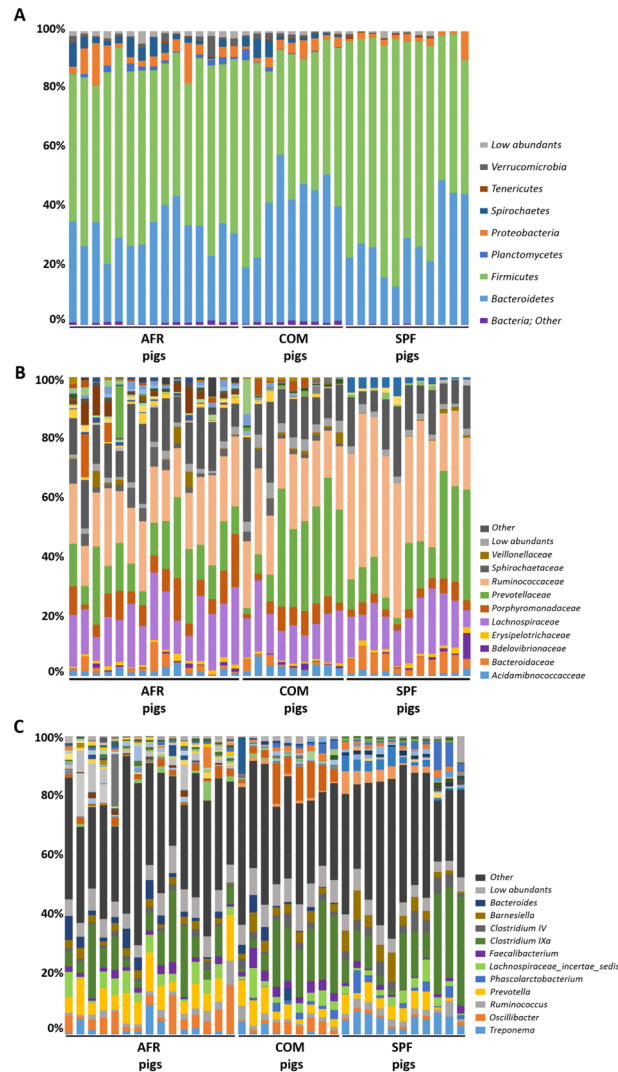 A
100%
80%
60%
40%
20%
0%
AFR
pigs
COM
pigs
SPF
pigs
Low abundants
Verrucomicrobia
Tenericutes
Spirochaetes
Proteobacteria
Planctomycetes
Firmicutes
Bacteroidetes
Bacteria; Other
B
100%
80%
60%
40%
20%
0%
AFR
pigs
COM
pigs
SPF
pigs
Other
Low abundants
Veillonellaceae
Sphirochaetaceae
Ruminococcaceae
Prevotellaceae
Porphyromonadaceae
Lachnospiraceae
Erysipelotrichaceae
Bdelovibrionaceae
Bacteroidaceae
Acidamibnococcacceae
C
100%
80%
60%
40%
20%
0%
AFR
pigs
COM
pigs
SPF
pigs
Other
Low abundants
Bacteroides
Barnesiella
Clostridium IV
Clostridium IXa
Faecalibacterium
Lachnospiraceae_incertae_sedis
Phascolarctobacterium
Prevotella
Ruminococcus
Oscillibacter
Treponema